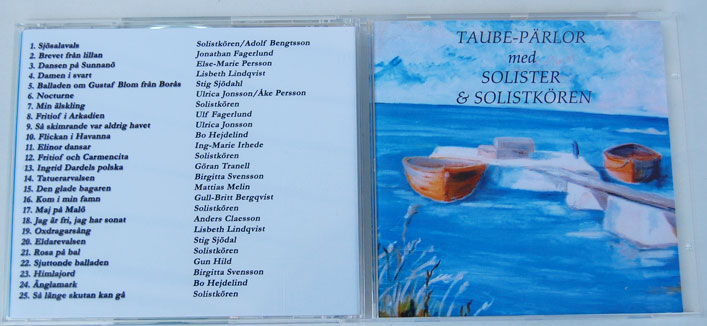 1. Sjösalavals Solistkören/Adolf Bengtsson
2. Brevet från lillan Jonathan Fagerlund
3. Dansen på Sunnanö Else-Marie Persson
4. Damen i svart Lisbeth Lindqvist
5. Balladen om Gustaf Blom från Borås Stig Sjödahl
6. Nocturne Ulrica Jonsson/Åke Persson
7. Min älskling Solistkören
8. Fritiof i Arkadien Ulf Fagerlund
9. Så skimrande var aldrig havet Ulrica Jonsson
10. Flickan i Havanna Bo Hejdelind
11. Elinor dansar Ing-Marie Irhede
12. Fritiof och Carmencita Solistkören
13. Ingrid Dardels polska Göran Tranell
14. Tatuerarvalsen Birgitta Svensson
15. Den glade bagaren Mattias Melin
16. Kom i min famn Gull-Britt Bergqvist
17. Maj på Malö Solistkören
18. Jag är fri, jag har sonat Anders Claesson
19. Oxdragarsång Lisbeth Lindqvist
20. Eldarevalsen Stig Sjödal
21. Rosa på bal Solistkören
22. Sjuttonde balladen Gun Hild
23. Himlajord Birgitta Svensson
24. Änglamark Bo Hejdelind
25. Så länge skutan kan gå Solistkören
TAUBE-PÄRLOR
med
SOLISTER
& SOLISTKÖREN